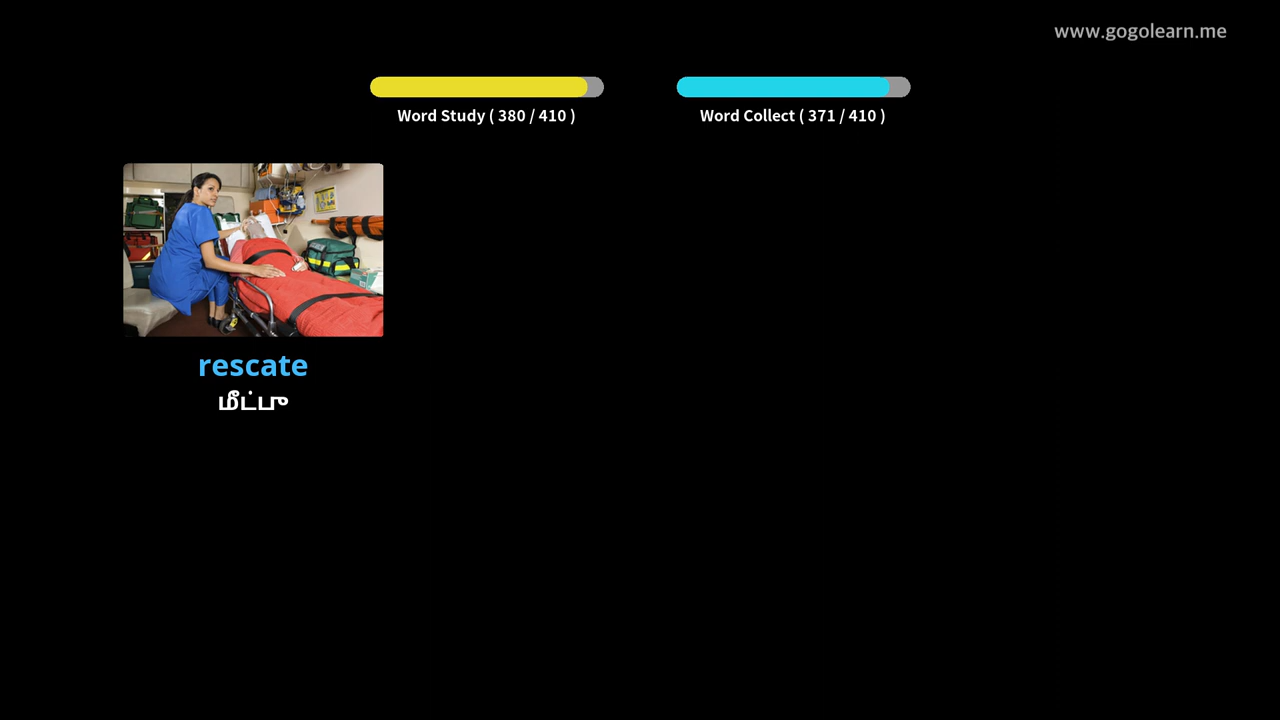 www.gogolearn.me
Word Study ( 380 / 410 )
Word Collect ( 371 / 410 )
rescate
மீட்பு